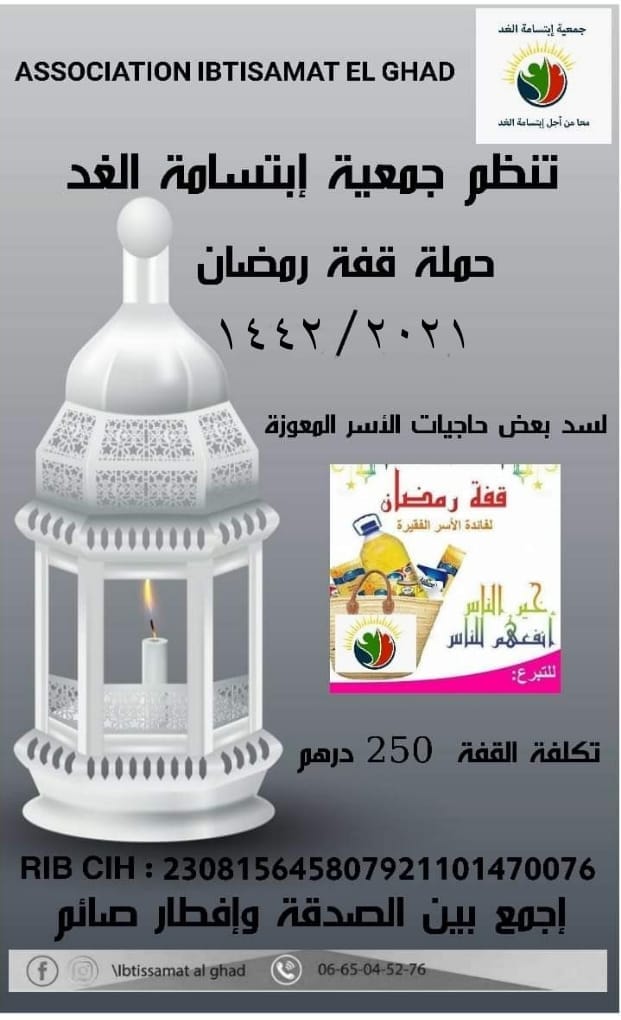 جمعية إبتسامة الغد
معا من أجل إبتسامة الغد
ASSOCIATION IBTISAMAT EL GHAD
تنظم جمعية إبتسامة الغد
حملة قفة رمضان
١٤٤٢/٢٠٢١
لسد بعض حاجيات الأسر المعوزة
قفة رمضان
لفائدة الأسر الفقيرة
خير الناس
أنفعهم للناس
للتبرع:
تكلفة القفة 250 درهم
RIB CIH : 230815645807921101470076
إجمع بين الصدقة وإفطار صائم
\Ibtissamat al ghad 06-65-04-52-76